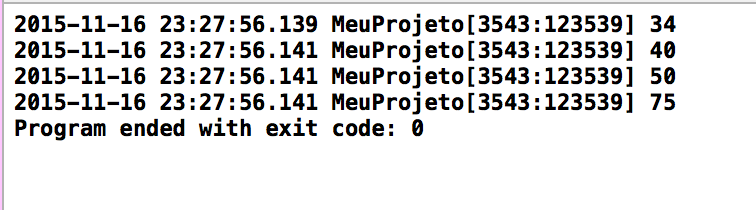 2015-11-16 23:27:56.139 MeuProjeto[3543:123539] 34
2015-11-16 23:27:56.141 MeuProjeto[3543:123539] 40
2015-11-16 23:27:56.141 MeuProjeto[3543:123539] 50
2015-11-16 23:27:56.141 MeuProjeto[3543:123539] 75
Program ended with exit code: 0